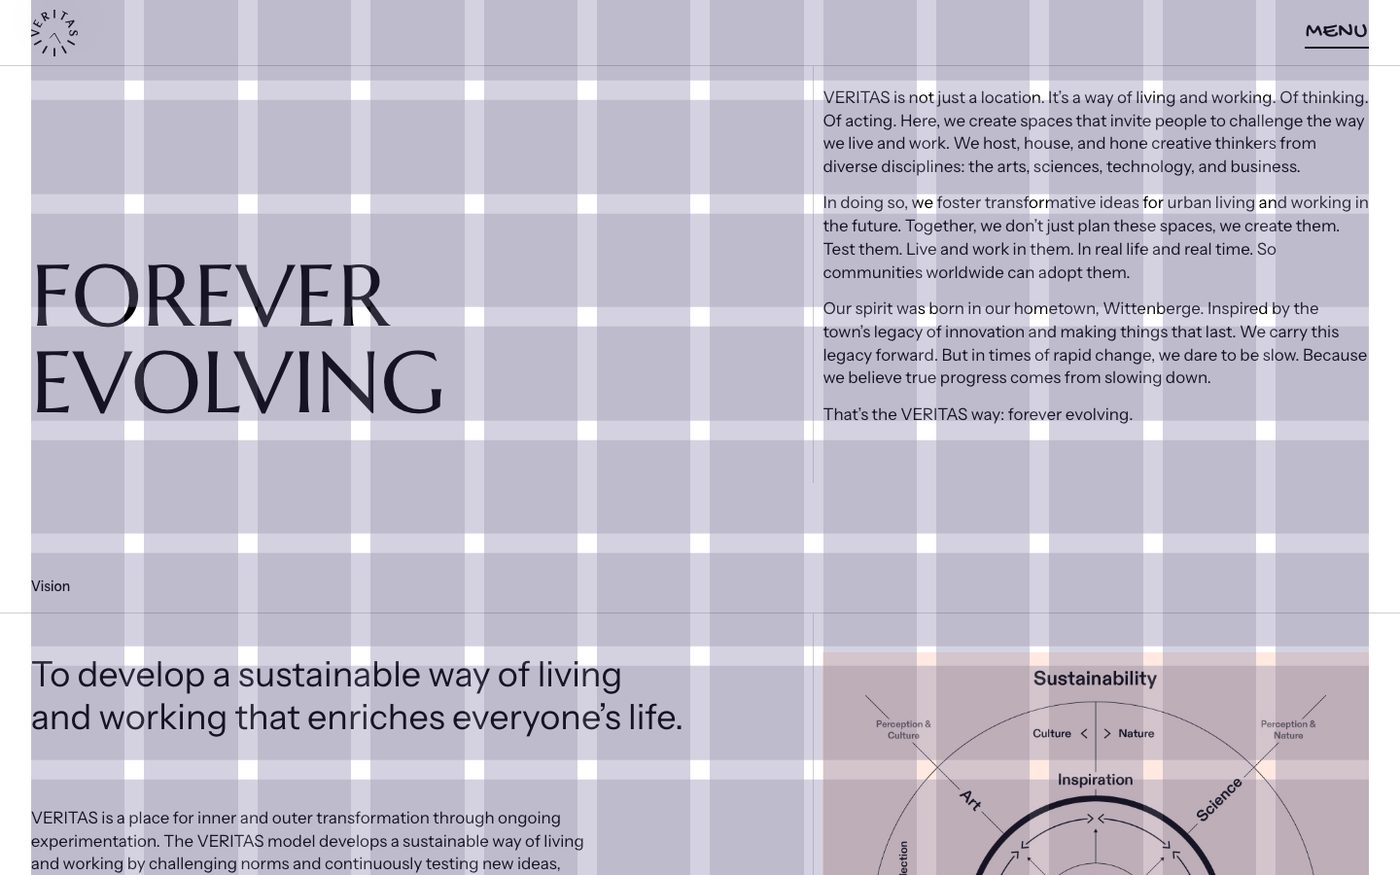 VERITAS
MENU
VERITAS is not just a location. It’s a way of living and working. Of thinking.
Of acting. Here, we create spaces that invite people to challenge the way
we live and work. We host, house, and hone creative thinkers from
diverse disciplines: the arts, sciences, technology, and business.
In doing so, we foster transformative ideas for urban living and working in
the future. Together, we don’t just plan these spaces, we create them.
Test them. Live and work in them. In real life and real time. So
communities worldwide can adopt them.
Our spirit was born in our hometown, Wittenberge. Inspired by the
town’s legacy of innovation and making things that last. We carry this
legacy forward. But in times of rapid change, we dare to be slow. Because
we believe true progress comes from slowing down.
That’s the VERITAS way: forever evolving.
FOREVER
EVOLVING
Vision
To develop a sustainable way of living
and working that enriches everyone’s life.
VERITAS is a place for inner and outer transformation through ongoing
experimentation. The VERITAS model develops a sustainable way of living
and working by challenging norms and continuously testing new ideas,
Sustainability
Perception &
Culture
Culture
Nature
Perception &
Nature
Inspiration
Art
Science